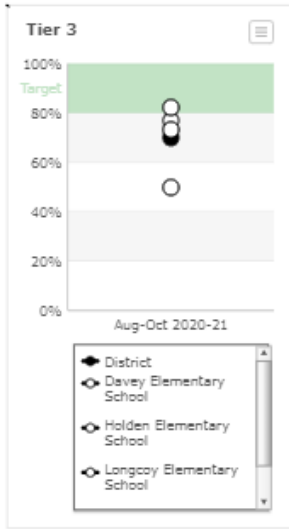 Tier 3
100%
Target
80%
60%
40%
20%
0%
Aug-Oct 2020-21
District
Davey Elementary
School
Holden Elementary
School
Longcoy Elementary
School